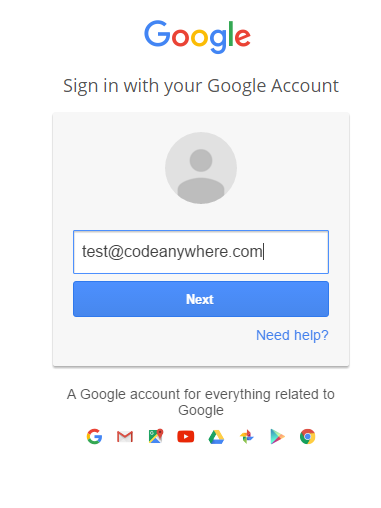 Google
Sign in with your Google Account
test@codeanywhere.com
Next
Need help?
A Google account for everything related to
Google